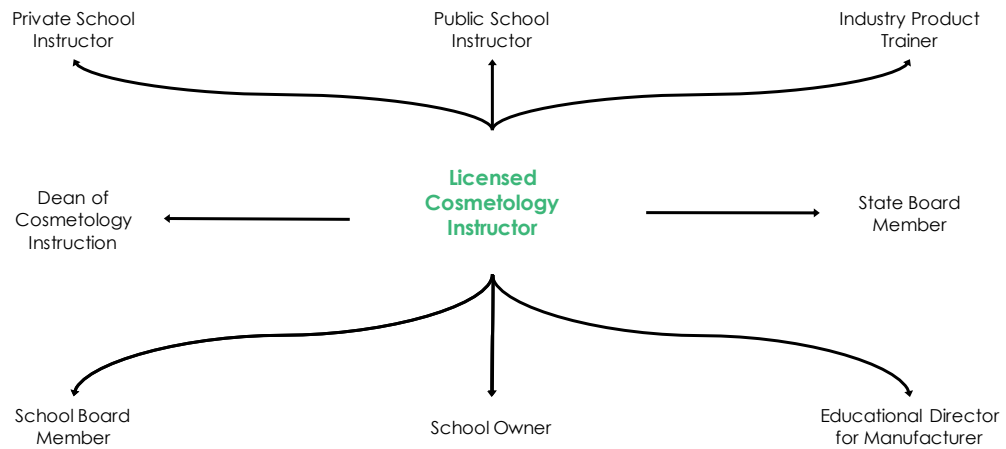 Private School
Instructor
Public School
Instructor
Industry Product
Trainer
Licensed
Cosmetology
Instructor
Dean of
Cosmetology
Instruction
State Board
Member
School Board
Member
School Owner
Educational Director
for Manufacturer